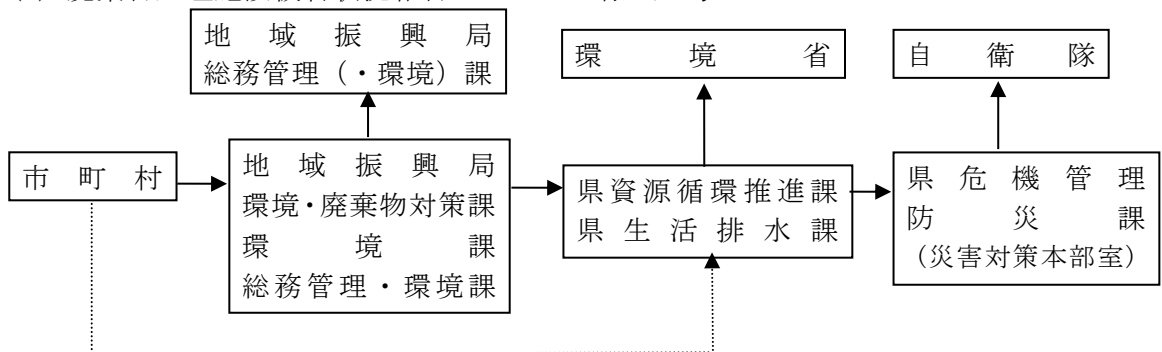 地域振興局
総務管理(・環境)課
環境省
自衛隊
市町村
地域振興局
環境・廃棄物対策課
環境課
総務管理・環境課
県資源循環推進課
県生活排水課
県危機管理
防災課
(災害対策本部室)